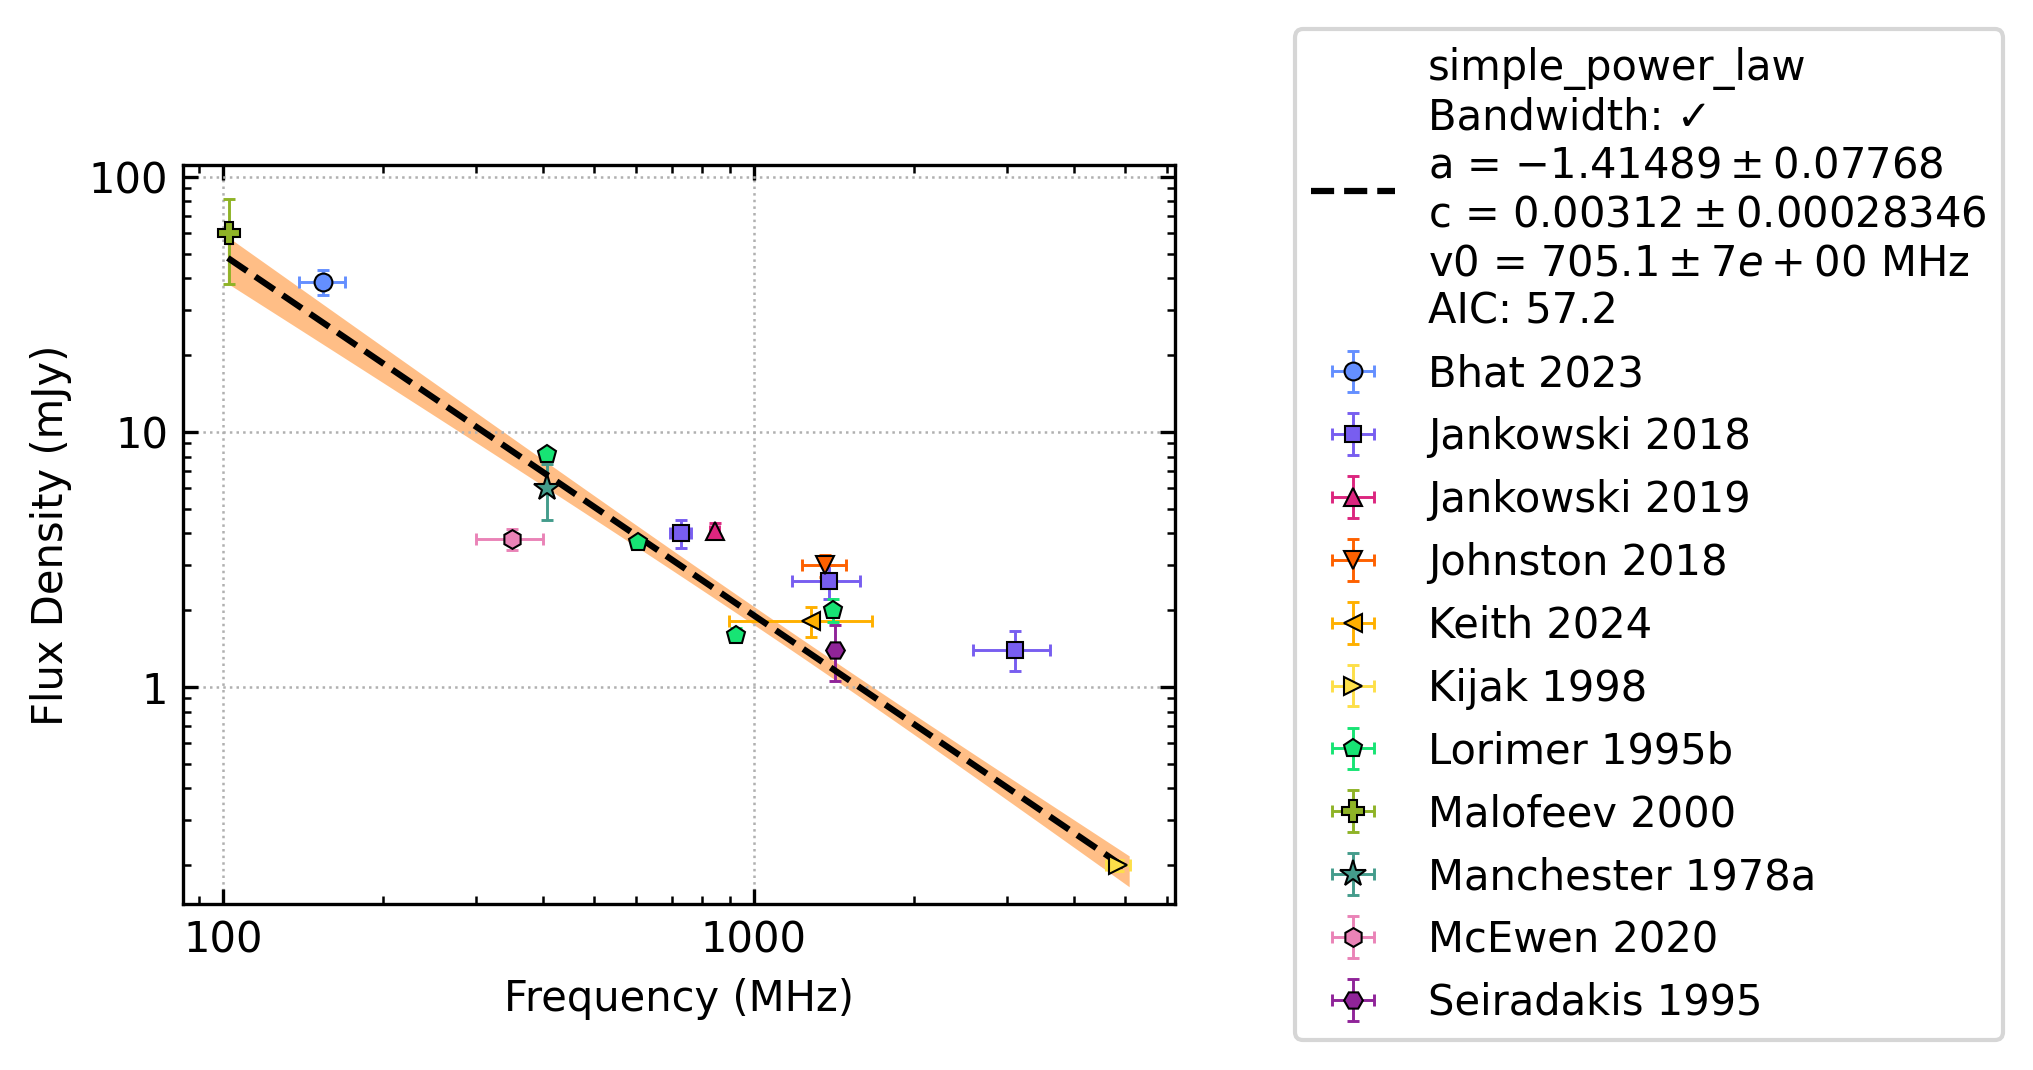 100
10
1
Flux Density (mJy)
100 1000
Frequency (MHz)
simple_power_law
Bandwidth: ✓
a = −1.41489 ± 0.07768
c = 0.00312 ± 0.00028346
v0 = 705.1 ± 7e + 00 MHz
AIC: 57.2
Bhat 2023
Jankowski 2018
Jankowski 2019
Johnston 2018
Keith 2024
Kijak 1998
Lorimer 1995b
Malofeev 2000
Manchester 1978a
McEwen 2020
Seiradakis 1995